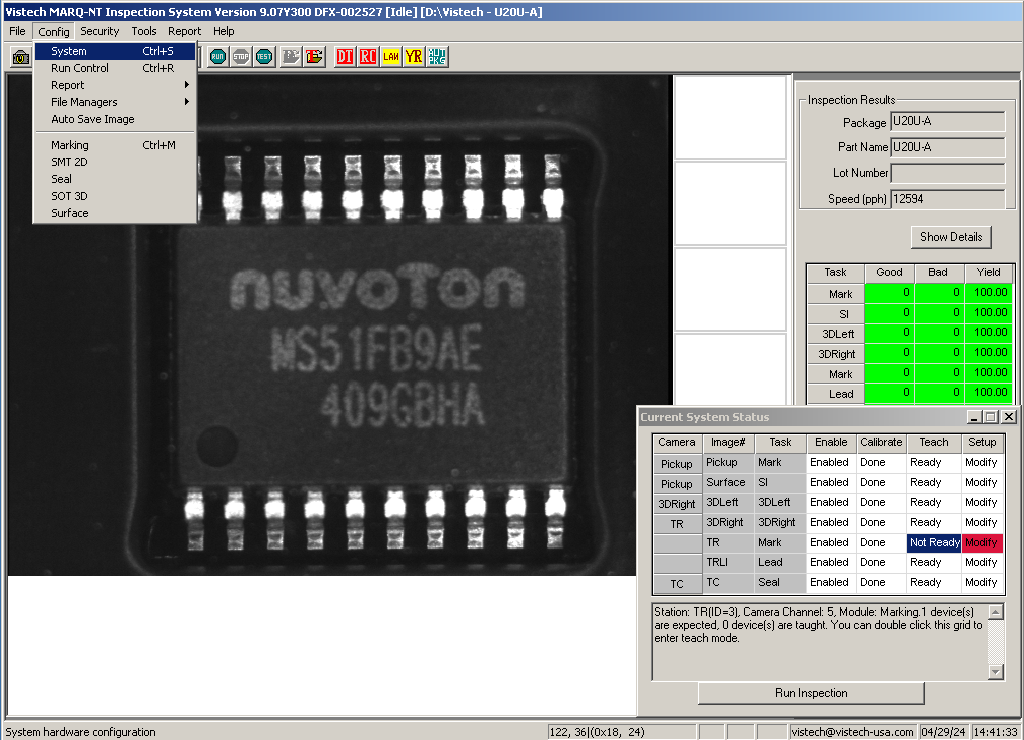 Vistech MARQ-NT Inspection System Version 9.07Y300 DFX-002527 [Idle] [D:\Vistech - U20U-A]
File Config Security Tools Report Help
System Ctrl+S
Run Control Ctrl+R
Report
File Managers
Auto Save Image
Marking Ctrl+M
SMT 2D
Seal
SOT 3D
Surface
RUN STOP TEST DT RC LAW YR AUT PKG
nuvoTon
MS51FB9AE
409GBHA
Inspection Results
Package U20U-A
Part Name U20U-A
Lot Number
Speed (pph) 12594
Show Details
Task Good Bad Yield
Mark 0 0 100.00
SI 0 0 100.00
3DLeft 0 0 100.00
3DRight 0 0 100.00
Mark 0 0 100.00
Lead 0 0 100.00
Current System Status
Camera Image# Task Enable Calibrate Teach Setup
Pickup Pickup Mark Enabled Done Ready Modify
Pickup Surface SI Enabled Done Ready Modify
3DRight 3DLeft 3DLeft Enabled Done Ready Modify
TR 3DRight 3DRight Enabled Done Ready Modify
TR Mark Enabled Done Not Ready Modify
TRLI Lead Enabled Done Ready Modify
TC TC Seal Enabled Done Ready Modify
Station: TR(ID=3), Camera Channel: 5, Module: Marking.1 device(s)
are expected, 0 device(s) are taught. You can double click this grid to
enter teach mode.
Run Inspection
System hardware configuration 122, 36|(0x18, 24) vistech@vistech-usa.com 04/29/24 14:41:33